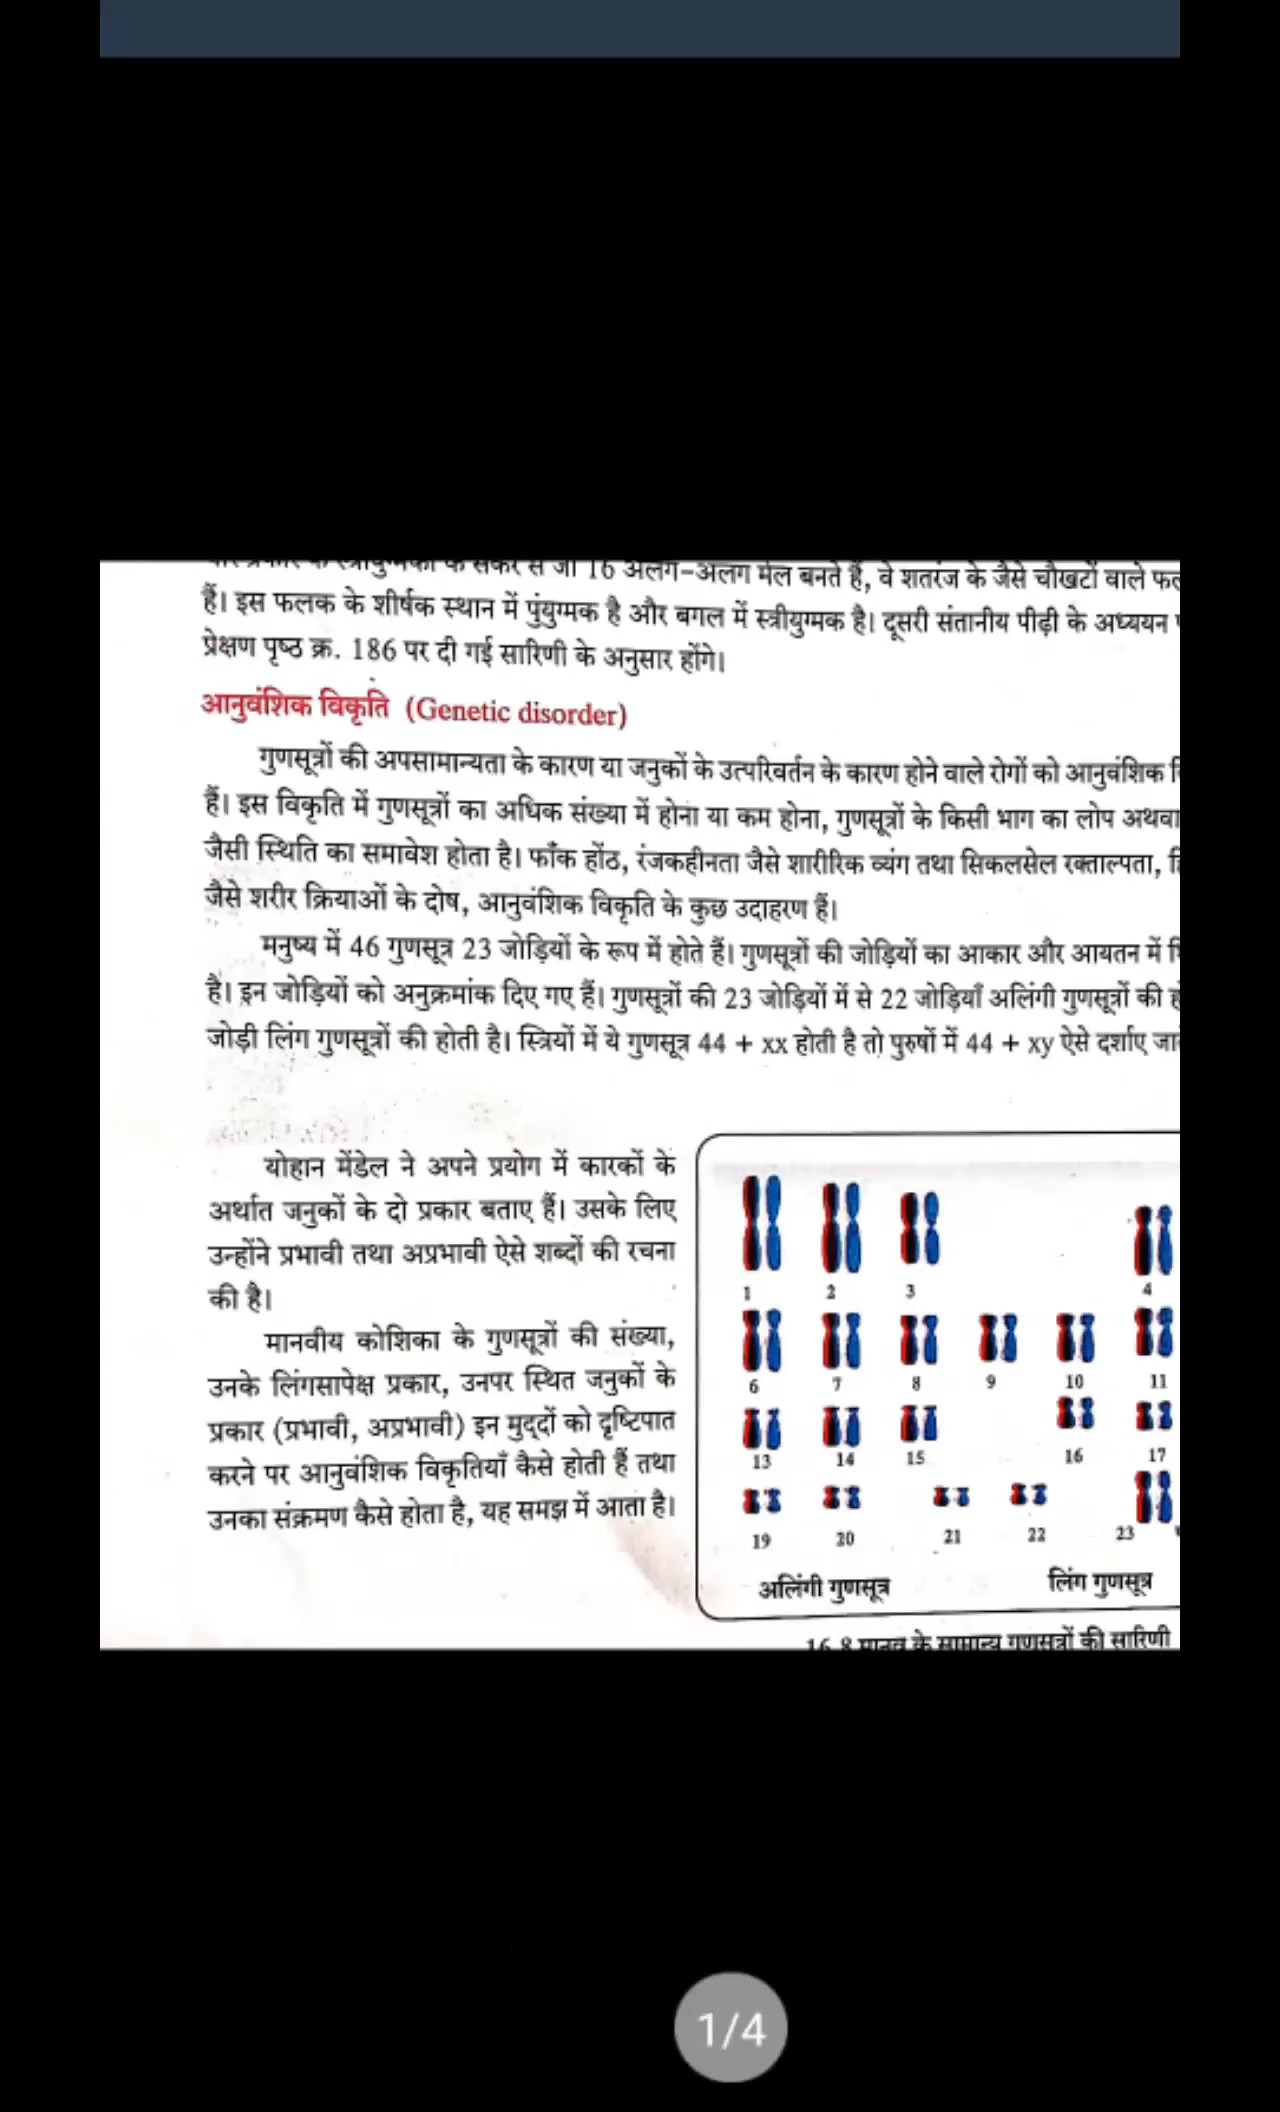 से जो 16 अलग-अलग मेल बनते हैं, वे शतरंज के जैसे चौखटों वाले
हैं। इस फलक के शीर्षक स्थान में पुंयुग्मक है और बगल में स्त्रीयुग्मक है। दूसरी संतानीय पीढ़ी के अध्ययन
प्रेक्षण पृष्ठ क्र. 186 पर दी गई सारिणी के अनुसार होंगे।
आनुवंशिक विकृति (Genetic disorder)
गुणसूत्रों की अपसामान्यता के कारण या जनुकों के उत्परिवर्तन के कारण होने वाले रोगों को आनुवंशिक
हैं। इस विकृति में गुणसूत्रों का अधिक संख्या में होना या कम होना, गुणसूत्रों के किसी भाग का लोप अथवा
जैसी स्थिति का समावेश होता है। फाँक होंठ, रंजकहीनता जैसे शारीरिक व्यंग तथा सिकलसेल रक्ताल्पता,
जैसे शरीर क्रियाओं के दोष, आनुवंशिक विकृति के कुछ उदाहरण हैं।
मनुष्य में 46 गुणसूत्र 23 जोड़ियों के रूप में होते हैं। गुणसूत्रों की जोड़ियों का आकार और आयतन में
है। इन जोड़ियों को अनुक्रमांक दिए गए हैं। गुणसूत्रों की 23 जोड़ियों में से 22 जोड़ियाँ अलिंगी गुणसूत्रों की
जोड़ी लिंग गुणसूत्रों की होती है। स्त्रियों में ये गुणसूत्र 44 + xx होती है तो पुरुषों में 44 + xy ऐसे दर्शाए
योहान मेंडेल ने अपने प्रयोग में कारकों के
अर्थात जनुकों के दो प्रकार बताए हैं। उसके लिए
उन्होंने प्रभावी तथा अप्रभावी ऐसे शब्दों की रचना
की है।
मानवीय कोशिका के गुणसूत्रों की संख्या,
उनके लिंगसापेक्ष प्रकार, उनपर स्थित जनुकों के
प्रकार (प्रभावी, अप्रभावी) इन मुद्दों को दृष्टिपात
करने पर आनुवंशिक विकृतियाँ कैसे होती हैं तथा
उनका संक्रमण कैसे होता है, यह समझ में आता है।
1 2 3 4
6 7 8 9 10 11
13 14 15 16 17
19 20 21 22 23
अलिंगी गुणसूत्र लिंग गुणसूत्र
16.8 मानव के सामान्य गुणसूत्रों की सारिणी
1/4